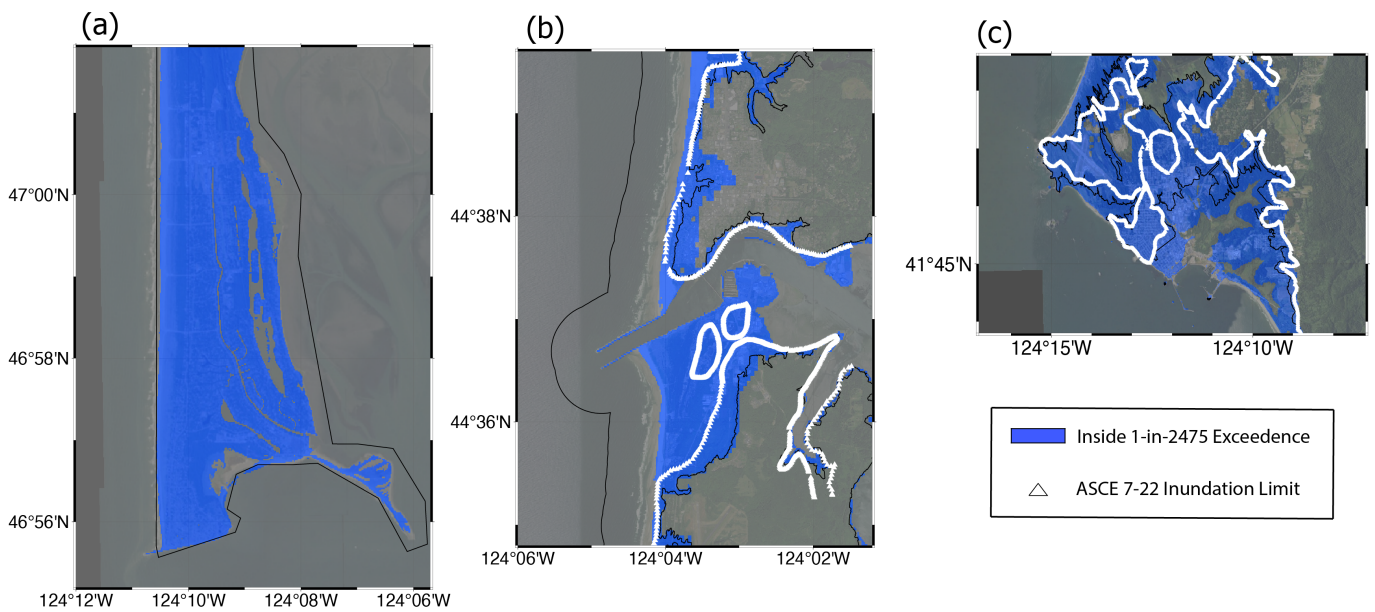 (a)
(b)
(c)
47°00'N
46°58'N
46°56'N
124°12'W 124°10'W 124°08'W 124°06'W
44°38'N
44°36'N
124°06'W 124°04'W 124°02'W
41°45'N
124°15'W 124°10'W
Inside 1-in-2475 Exceedence
ASCE 7-22 Inundation Limit